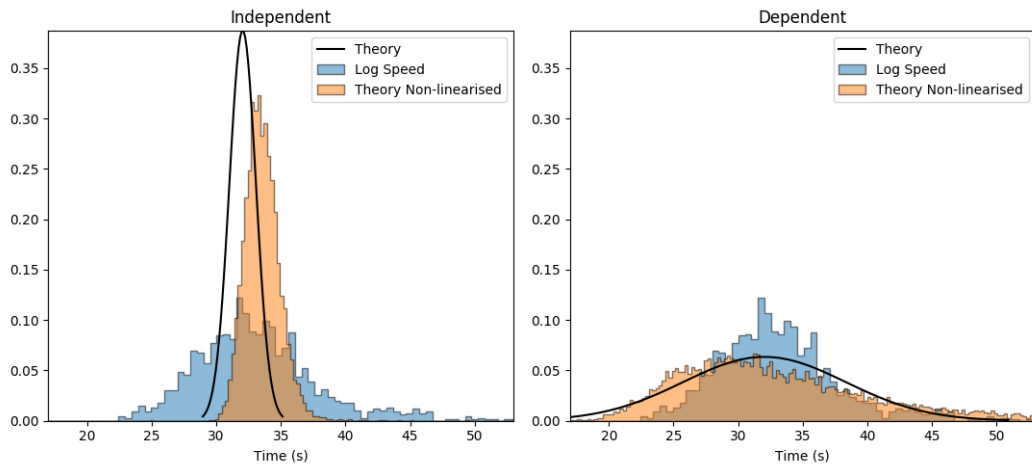 Independent
Theory
Log Speed
Theory Non-linearised
0.35
0.30
0.25
0.20
0.15
0.10
0.05
0.00
20 25 30 35 40 45 50
Time (s)
Dependent
Theory
Log Speed
Theory Non-linearised
0.35
0.30
0.25
0.20
0.15
0.10
0.05
0.00
20 25 30 35 40 45 50
Time (s)